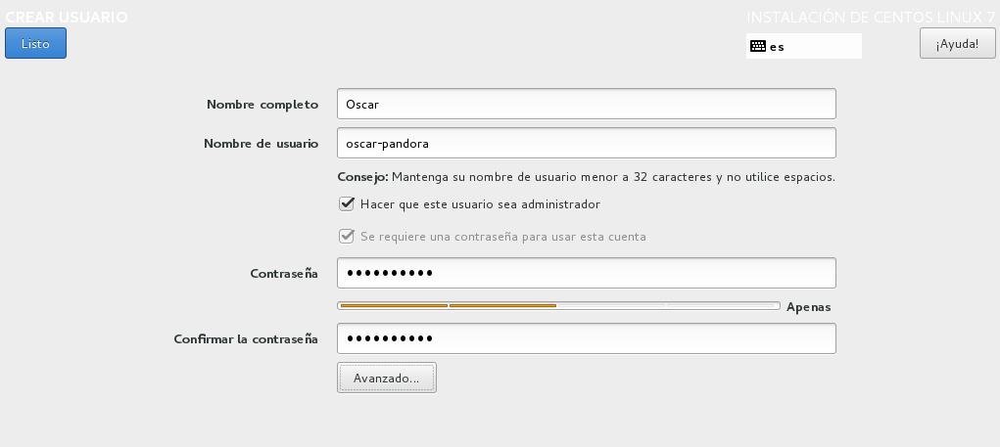 CREAR USUARIO
INSTALACIÓN DE CENTOS LINUX 7
Listo
es
¡Ayuda!
Nombre completo
Oscar
Nombre de usuario
oscar-pandora
Consejo: Mantenga su nombre de usuario menor a 32 caracteres y no utilice espacios.
Hacer que este usuario sea administrador
Se requiere una contraseña para usar esta cuenta
Contraseña
••••••••••
Apenas
Confirmar la contraseña
••••••••••
Avanzado...